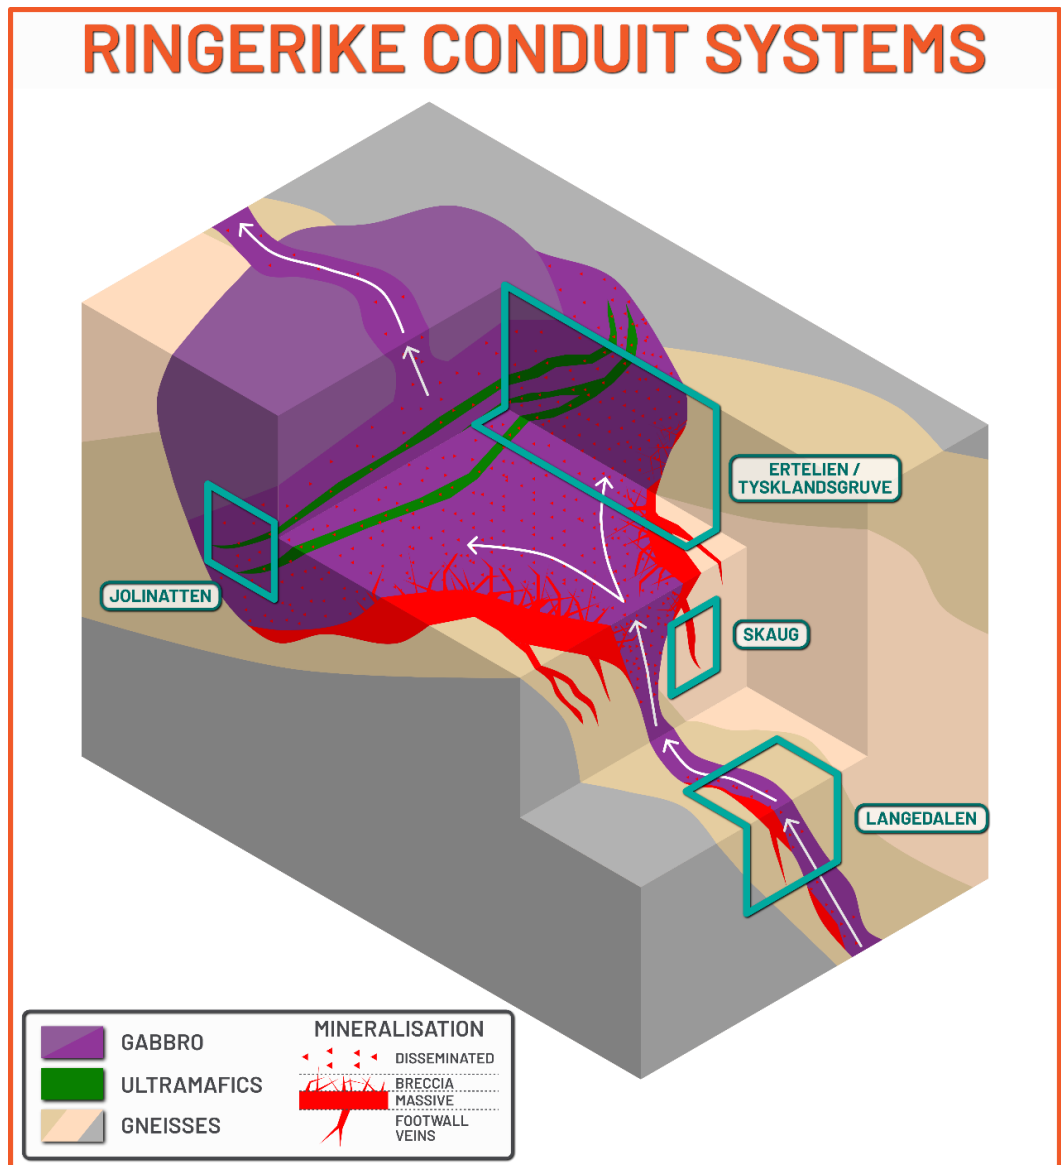 RINGERIKE CONDUIT SYSTEMS
ERTELIEN /
TYSKLANDSGRUVE
JOLINATTEN
SKAUG
LANGEDALEN
GABBRO
ULTRAMAFICS
GNEISSES
MINERALISATION
DISSEMINATED
BRECCIA
MASSIVE
FOOTWALL
VEINS